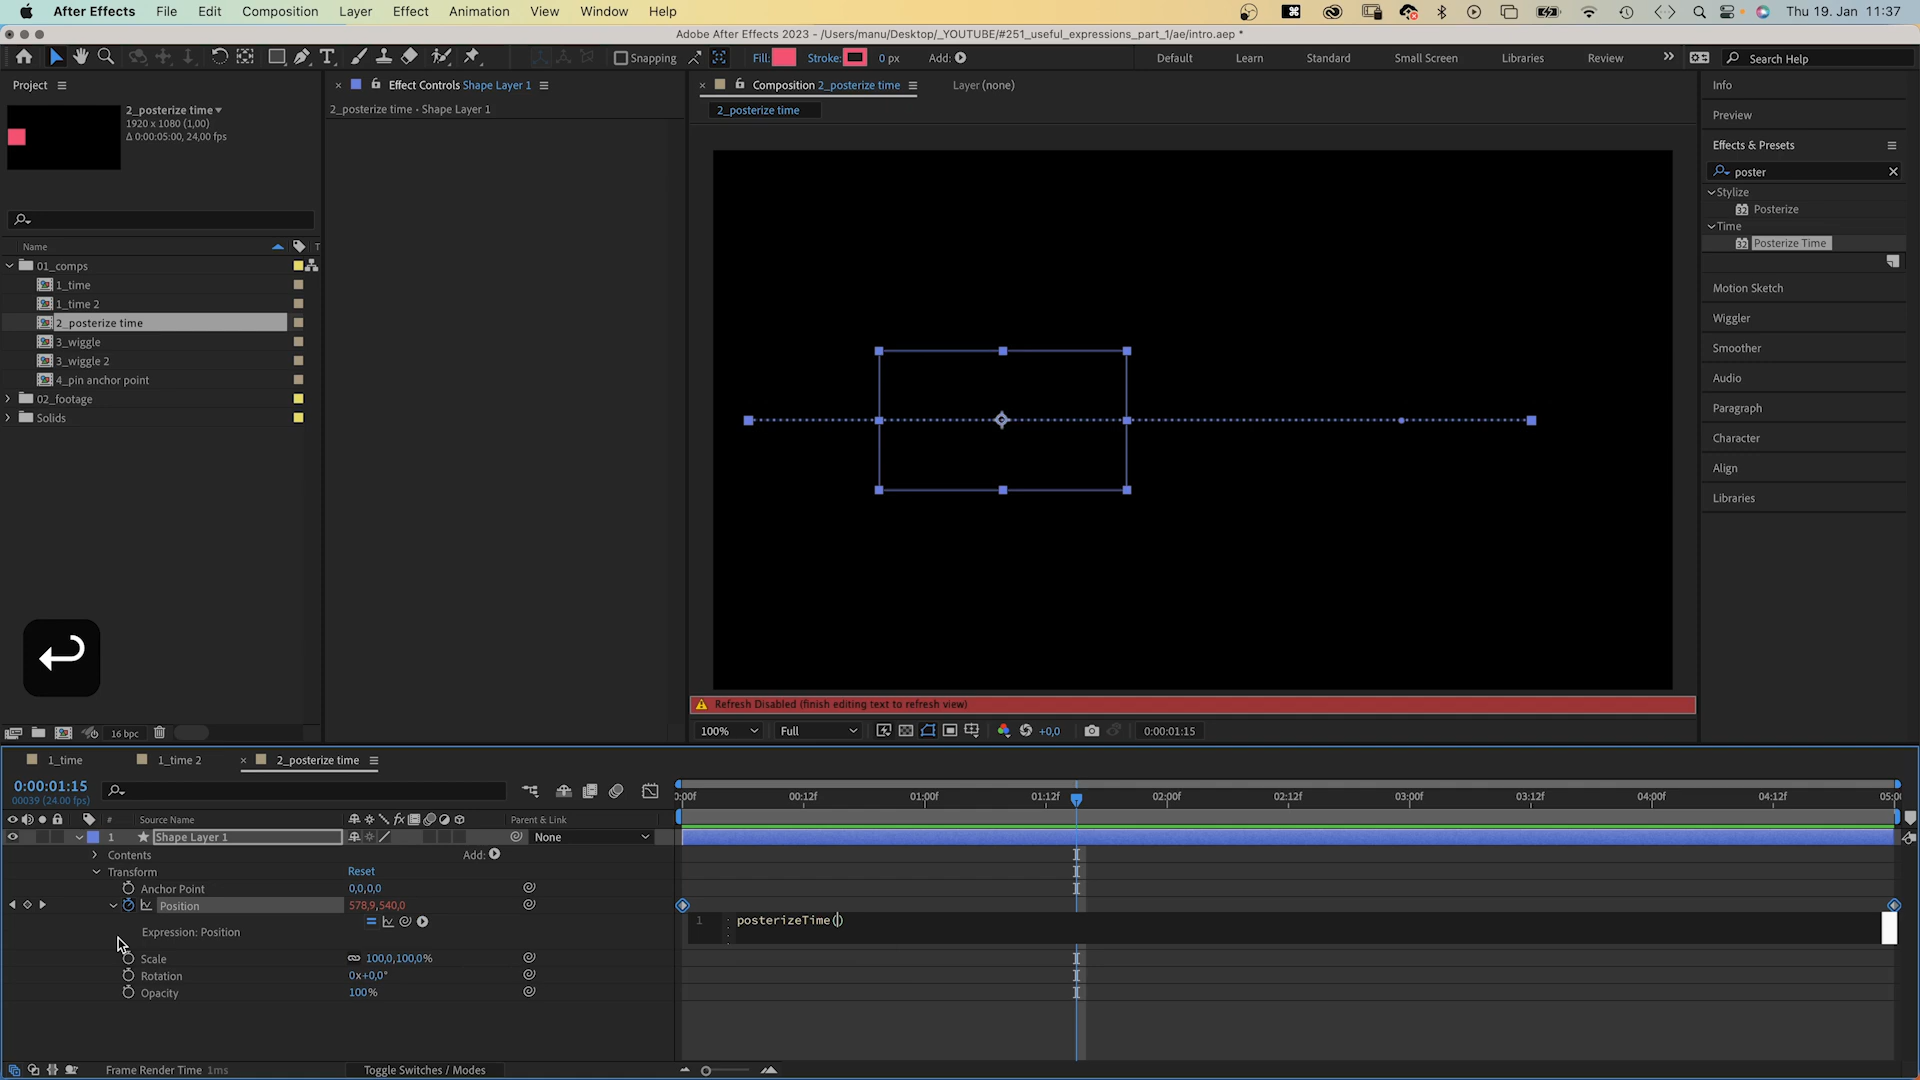 After Effects File Edit Composition Layer Effect Animation View Window Help Thu 19. Jan 11:37
Adobe After Effects 2023 - /Users/manu/Desktop/_YOUTUBE/#251_useful_expressions_part_1/ae/intro.aep *
Snapping Fill: Stroke: 0 px Add: Default Learn Standard Small Screen Libraries Review Search Help
Project
2_posterize time
1920 x 1080 (1,00)
Δ 0:00:05:00, 24,00 fps
Name T
01_comps
1_time
1_time 2
2_posterize time
3_wiggle
3_wiggle 2
4_pin anchor point
02_footage
Solids
16 bpc
Effect Controls Shape Layer 1
2_posterize time • Shape Layer 1
Composition 2_posterize time Layer (none)
2_posterize time
Refresh Disabled (finish editing text to refresh view)
100% Full +0,0 0:00:01:15
Info
Preview
Effects & Presets
poster
Stylize
32 Posterize
Time
32 Posterize Time
Motion Sketch
Wiggler
Smoother
Audio
Paragraph
Character
Align
Libraries
1_time 1_time 2 2_posterize time
0:00:01:15
00039 (24.00 fps)
0:00f 00:12f 01:00f 01:12f 02:00f 02:12f 03:00f 03:12f 04:00f 04:12f 05:00
# Source Name fx Parent & Link
1 Shape Layer 1 None
Contents Add:
Transform Reset
Anchor Point 0,0,0,0
Position 578,9,540,0
1 posterizeTime()
Expression: Position
Scale 100,0,100,0%
Rotation 0x+0,0°
Opacity 100%
Frame Render Time 1ms Toggle Switches / Modes